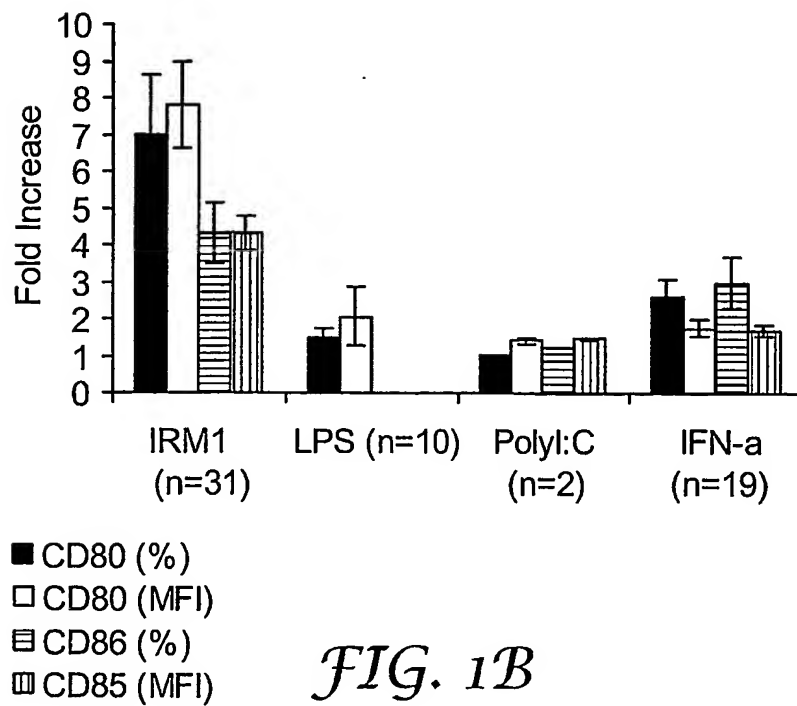 10
9
8
7
6
5
4
3
2
1
0
Fold Increase
IRM1
(n=31)
LPS (n=10)
PolyI:C
(n=2)
IFN-a
(n=19)
CD80 (%)
CD80 (MFI)
CD86 (%)
CD85 (MFI)
FIG. 1B